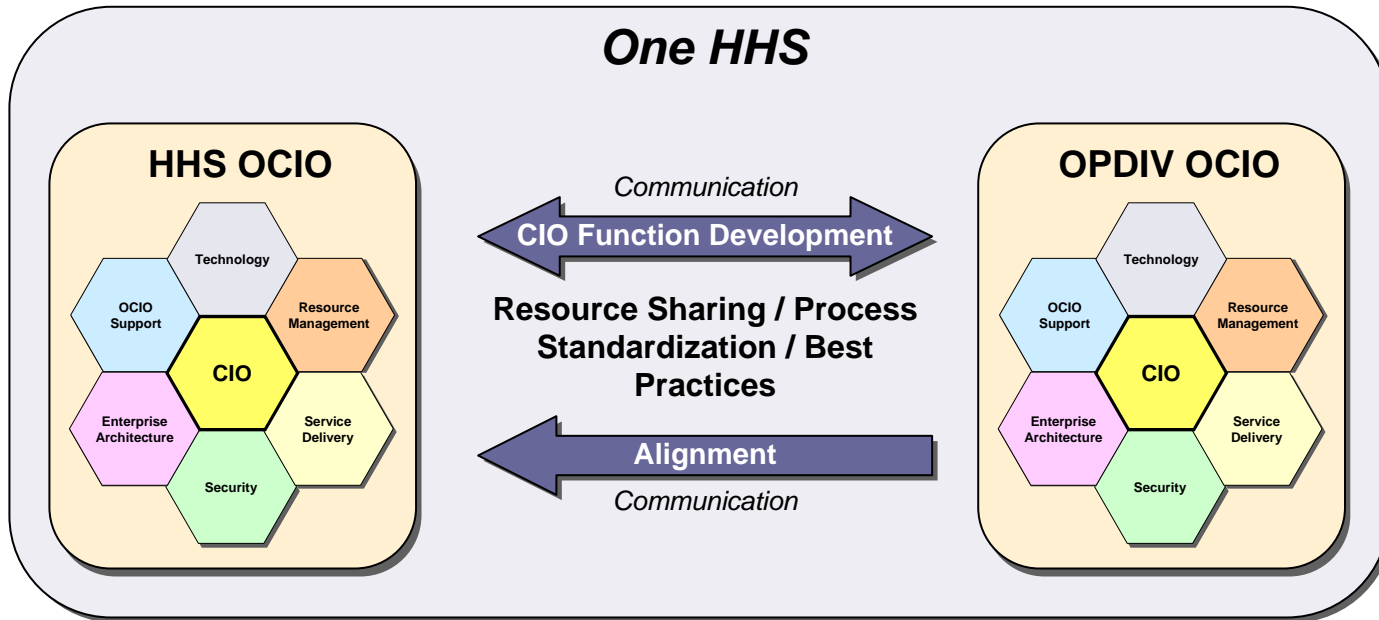 One HHS
HHS OCIO
Technology
OCIO
Support
Resource
Management
CIO
Enterprise
Architecture
Service
Delivery
Security
Communication
CIO Function Development
Resource Sharing / Process
Standardization / Best
Practices
Alignment
Communication
OPDIV OCIO
Technology
OCIO
Support
Resource
Management
CIO
Enterprise
Architecture
Service
Delivery
Security